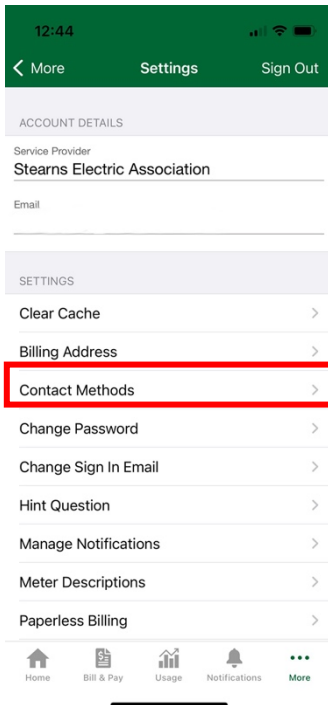 12:44
More Settings Sign Out
ACCOUNT DETAILS
Service Provider
Stearns Electric Association
Email
SETTINGS
Clear Cache
Billing Address
Contact Methods
Change Password
Change Sign In Email
Hint Question
Manage Notifications
Meter Descriptions
Paperless Billing
Home Bill & Pay Usage Notifications More